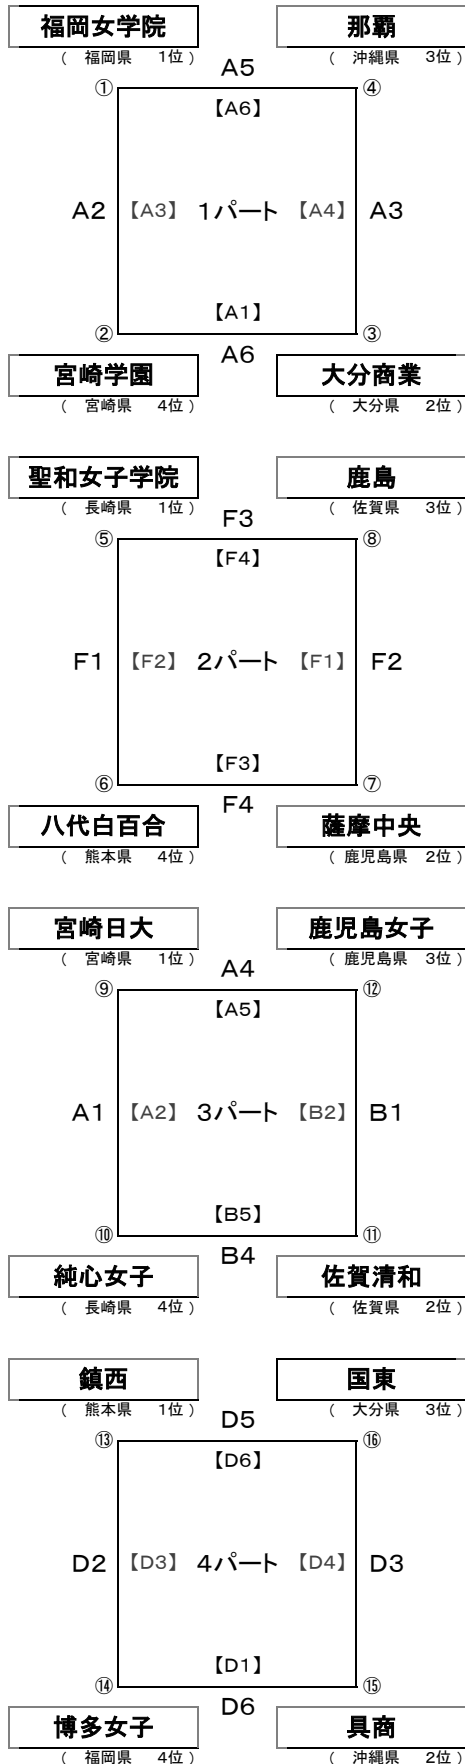 福岡女学院 那覇
（ 福岡県 1位 ） （ 沖縄県 3位 ）
A5
① ④
【A6】
A2 【A3】 1パート 【A4】 A3
【A1】
② ③
A6
宮崎学園 大分商業
（ 宮崎県 4位 ） （ 大分県 2位 ）
聖和女子学院 鹿島
（ 長崎県 1位 ） （ 佐賀県 3位 ）
F3
⑤ ⑧
【F4】
F1 【F2】 2パート 【F1】 F2
【F3】
⑥ ⑦
F4
八代白百合 薩摩中央
（ 熊本県 4位 ） （ 鹿児島県 2位 ）
宮崎日大 鹿児島女子
（ 宮崎県 1位 ） （ 鹿児島県 3位 ）
A4
⑨ ⑫
【A5】
A1 【A2】 3パート 【B2】 B1
【B5】
⑩ ⑪
B4
純心女子 佐賀清和
（ 長崎県 4位 ） （ 佐賀県 2位 ）
鎮西 国東
（ 熊本県 1位 ） （ 大分県 3位 ）
D5
⑬ ⑯
【D6】
D2 【D3】 4パート 【D4】 D3
【D1】
⑭ ⑮
D6
博多女子 具商
（ 福岡県 4位 ） （ 沖縄県 2位 ）